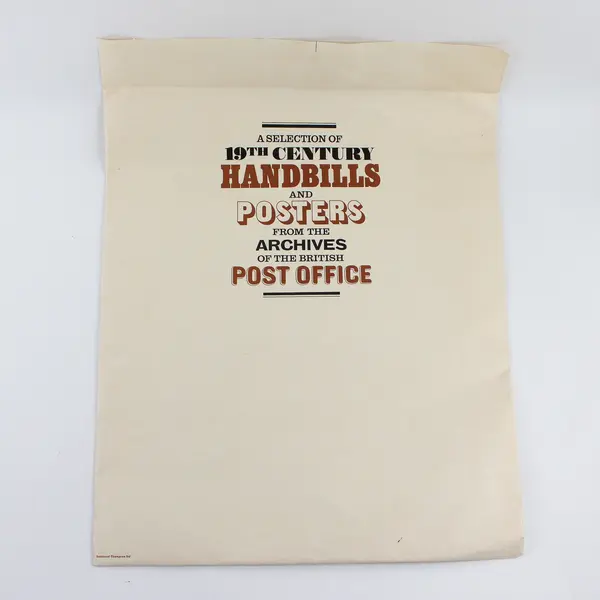 A SELECTION OF
19TH CENTURY
HANDBILLS
AND
POSTERS
FROM THE
ARCHIVES
OF THE BRITISH
POST OFFICE